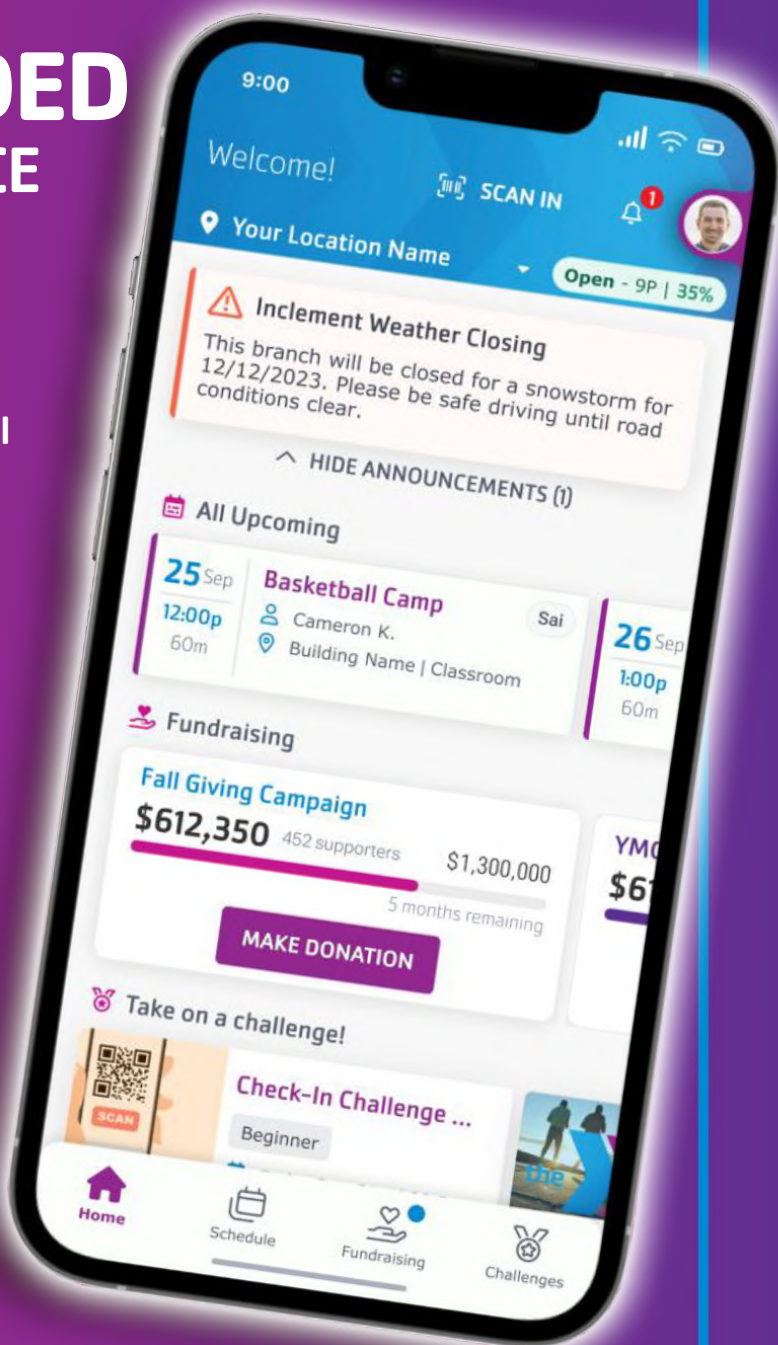 9:00
Welcome!
SCAN IN
1
Your Location Name
Open - 9P | 35%
Inclement Weather Closing
This branch will be closed for a snowstorm for
12/12/2023. Please be safe driving until road
conditions clear.
HIDE ANNOUNCEMENTS (1)
All Upcoming
25 Sep
12:00p
60m
Basketball Camp
Cameron K.
Building Name | Classroom
Sai
26 Sep
1:00p
60m
Fundraising
Fall Giving Campaign
$612,350 452 supporters $1,300,000
5 months remaining
MAKE DONATION
Take on a challenge!
SCAN
Check-In Challenge ...
Beginner
the
Home
Schedule
Fundraising
Challenges